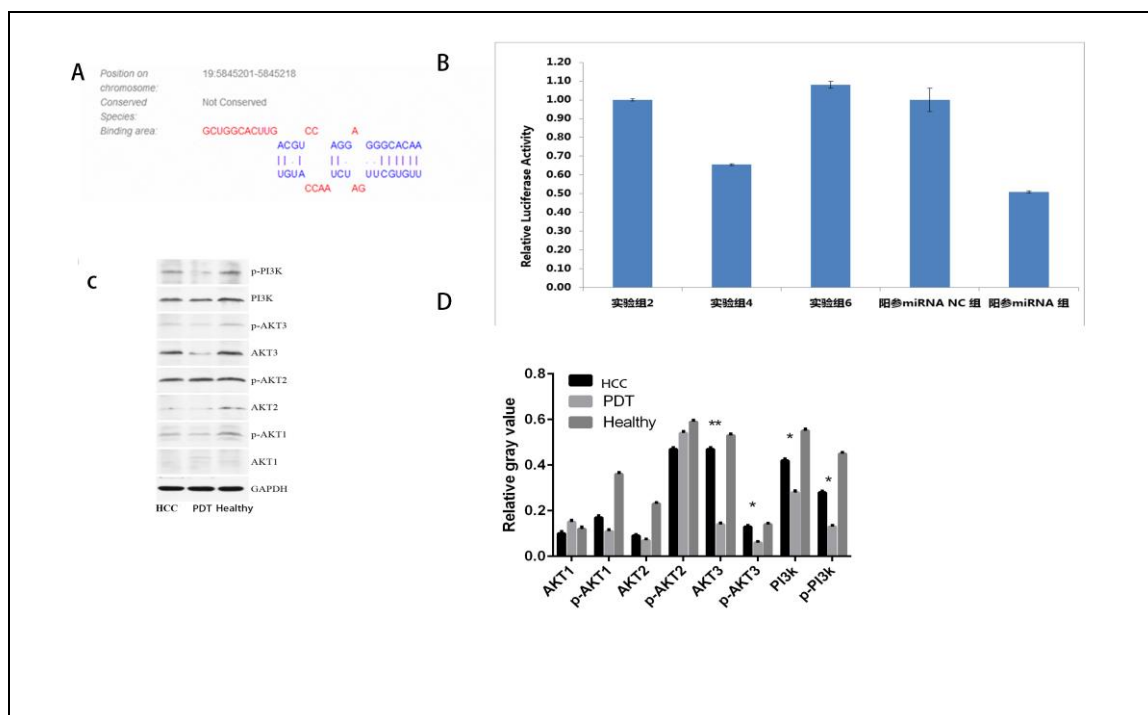 A
Position on 19:5845201-5845218
chromosome:
Conserved Not Conserved
Species:
Binding area: GCUGGCACUUG CC A
ACGU AGG GGGCACAA
UGUA UCU UUCGUGUU
CCAA AG
B
Relative Luciferase Activity
1.20
1.10
1.00
0.90
0.80
0.70
0.60
0.50
0.40
0.30
0.20
0.10
0.00
实验组2 实验组4 实验组6 阳参miRNA NC 组 阳参miRNA 组
C
p-PI3K
PI3K
p-AKT3
AKT3
p-AKT2
AKT2
p-AKT1
AKT1
GAPDH
HCC PDT Healthy
D
Relative gray value
0.8
0.6
0.4
0.2
0.0
HCC
PDT
Healthy
** * * *
AKT1 p-AKT1 AKT2 p-AKT2 AKT3 p-AKT3 PI3k p-PI3k